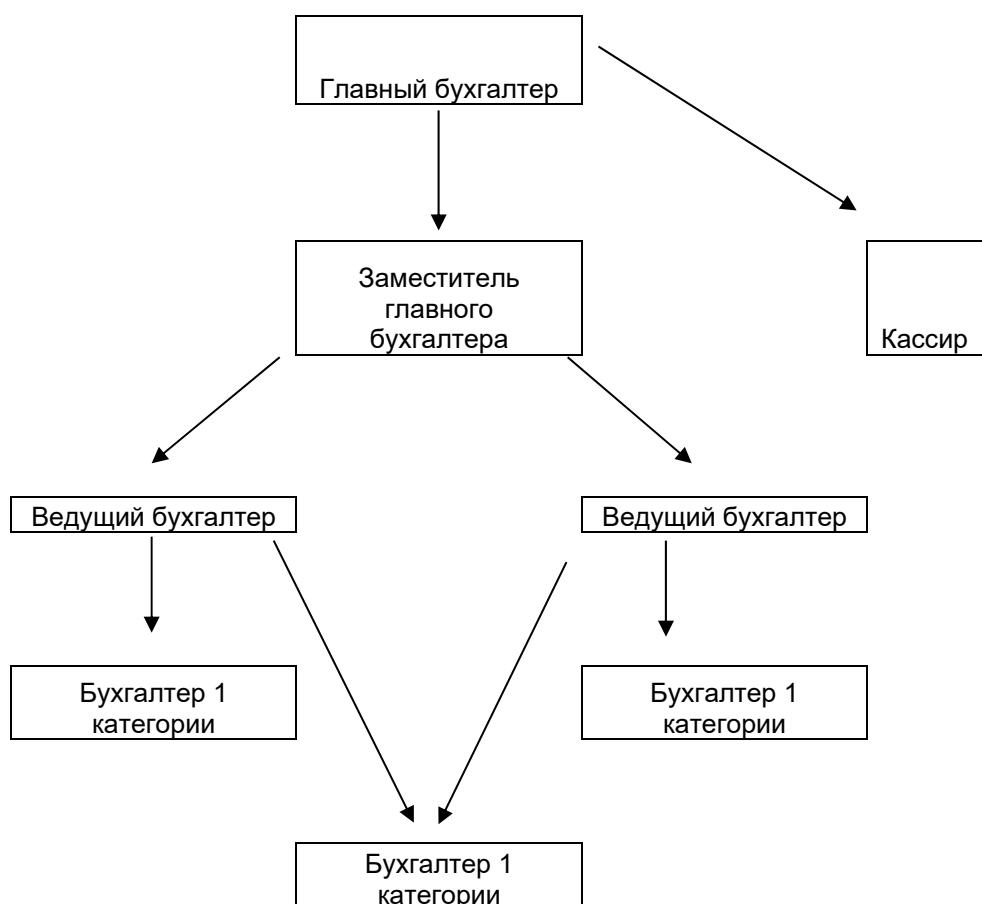 Главный бухгалтер
Заместитель
главного
бухгалтера
Кассир
Ведущий бухгалтер
Ведущий бухгалтер
Бухгалтер 1
категории
Бухгалтер 1
категории
Бухгалтер 1
категории